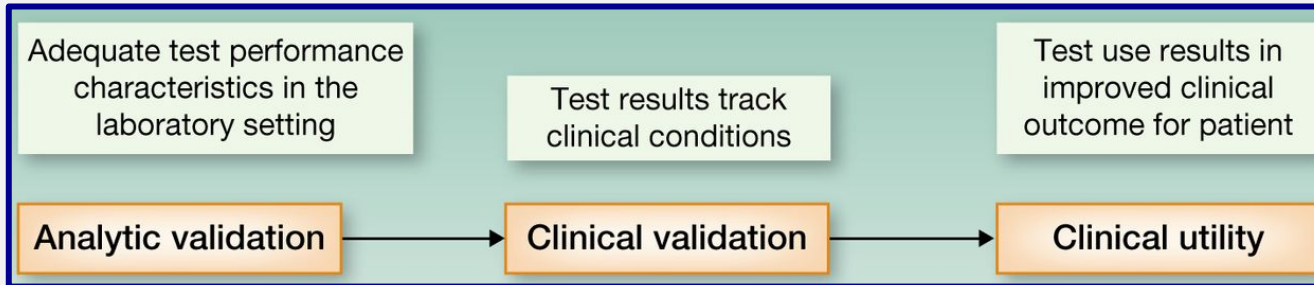 Adequate test performance
characteristics in the
laboratory setting
Test results track
clinical conditions
Test use results in
improved clinical
outcome for patient
Analytic validation
Clinical validation
Clinical utility